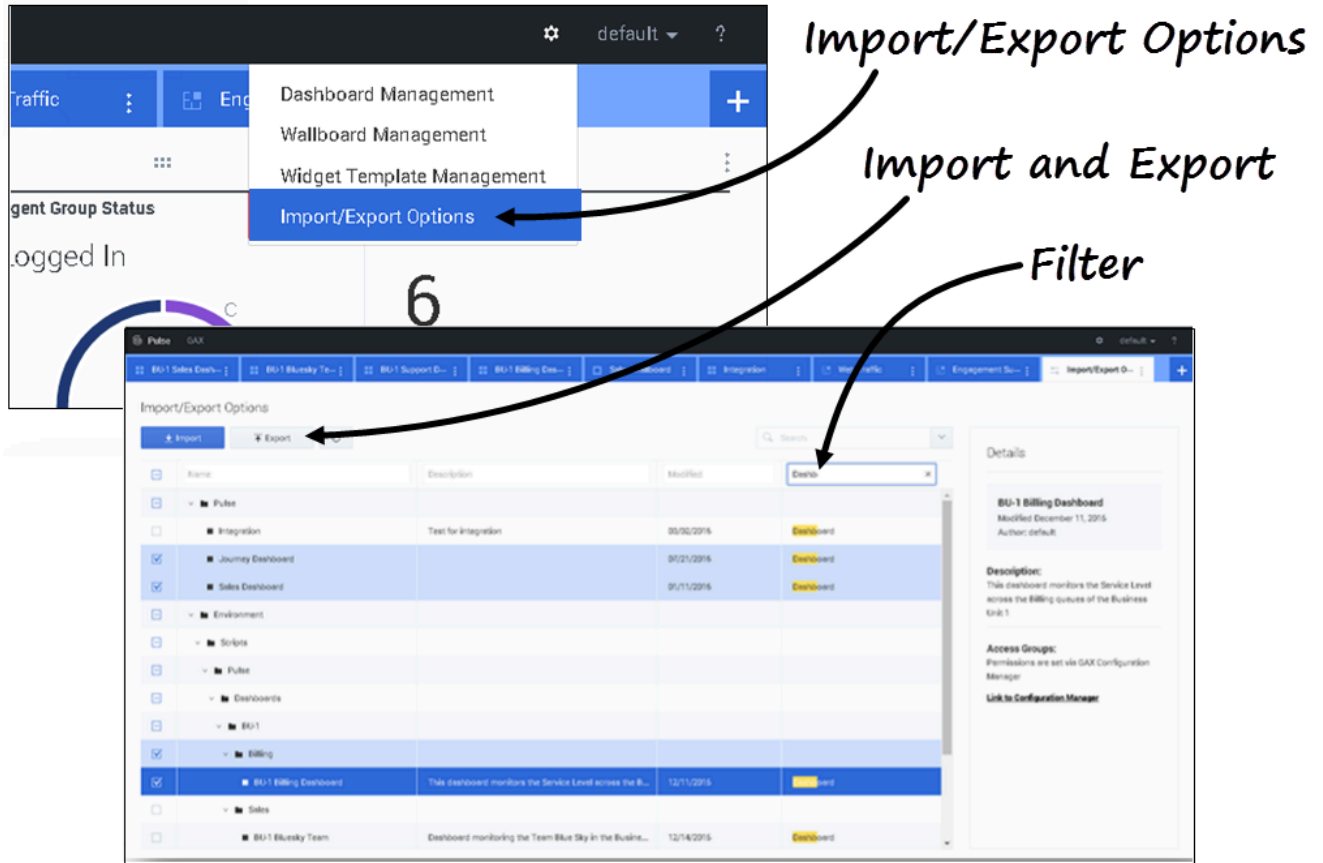 default
?
Import/Export Options
Import and Export
Filter
Traffic
Eng
Dashboard Management
Wallboard Management
Widget Template Management
Import/Export Options
gent Group Status
ogged In
C
6
Pulse GAX default ?
BU-1 Sales Dash... BU-1 Bluesky Te... BU-1 Support D... BU-1 Billing Das... Integration Engagement Su... Import/Export O...
Import/Export Options
Import Export Search
Name Description Modified Dashb
Pulse
Integration Test for integration 03/02/2016 Dashboard
Journey Dashboard 07/21/2016 Dashboard
Sales Dashboard 01/11/2016 Dashboard
Environment
Scripts
Pulse
Dashboards
BU-1
Billing
BU-1 Billing Dashboard This dashboard monitors the Service Level across the B... 12/11/2016
Sales
BU-1 Bluesky Team Dashboard monitoring the Team Blue Sky in the Busine... 12/14/2016 Dashboard
Details
BU-1 Billing Dashboard
Modified December 11, 2016
Author: default
Description:
This dashboard monitors the Service Level
across the Billing queues of the Business
Unit 1
Access Groups:
Permissions are set via GAX Configuration
Manager
Link to Configuration Manager